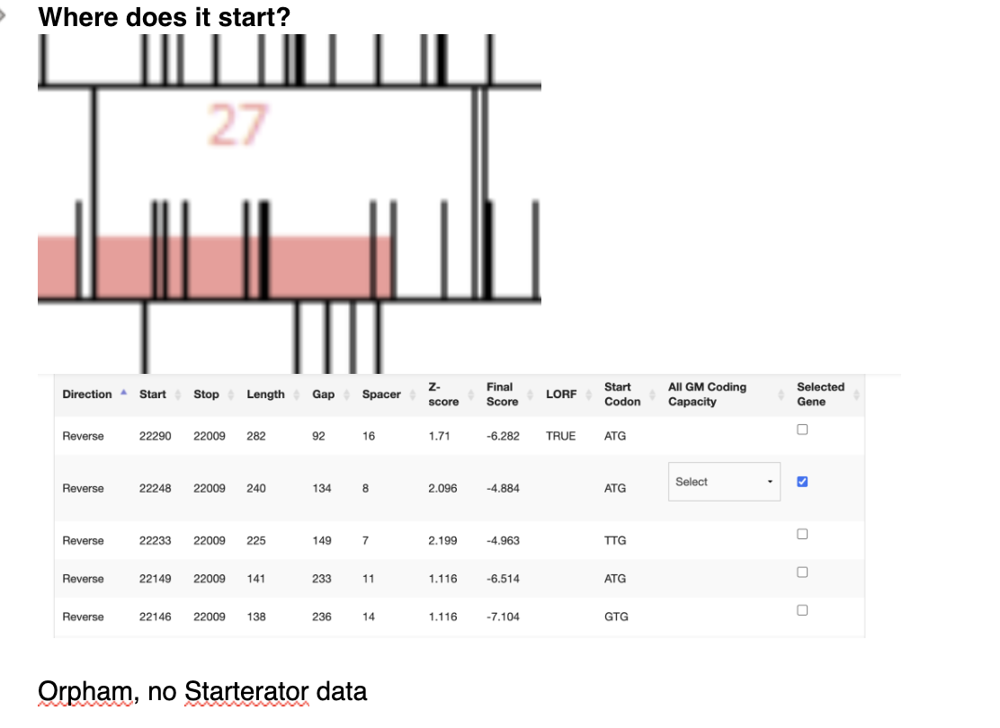 Where does it start?
27
Direction Start Stop Length Gap Spacer Z-score Final Score LORF Start Codon All GM Coding Capacity Selected Gene
Reverse 22290 22009 282 92 16 1.71 -6.282 TRUE ATG
Reverse 22248 22009 240 134 8 2.096 -4.884 ATG Select
Reverse 22233 22009 225 149 7 2.199 -4.963 TTG
Reverse 22149 22009 141 233 11 1.116 -6.514 ATG
Reverse 22146 22009 138 236 14 1.116 -7.104 GTG
Orpham, no Starterator data